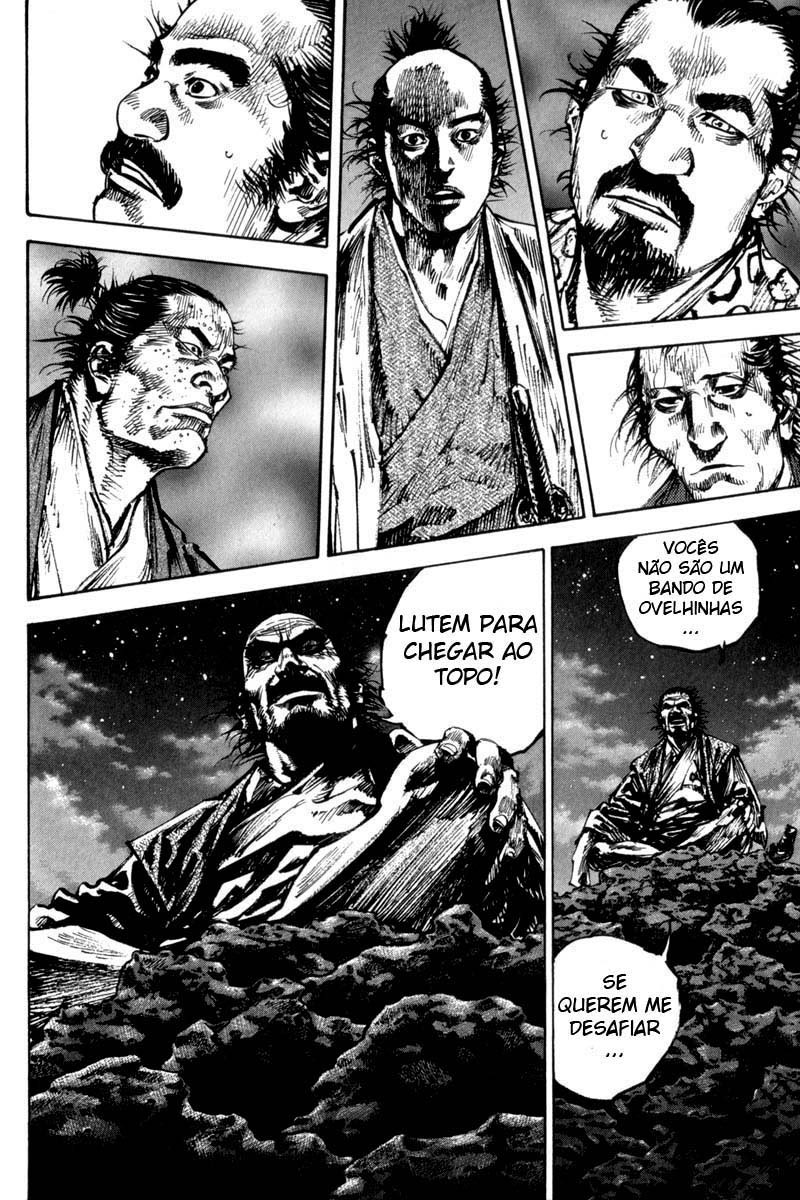 VOCÊS
NÃO SÃO UM
BANDO DE
OVELHINHAS
...
SE
QUEREM ME
DESAFIAR
...
LUTEM PARA
CHEGAR AO
TOPO!